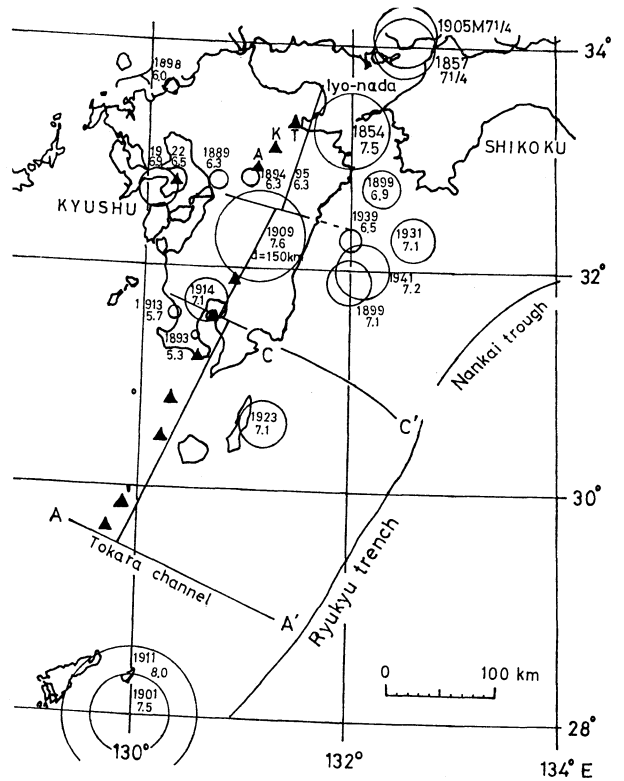 1905M7¼
34°
1898
6.0
1857
7¼
Iyo-nada
K
T
1854
7.5
SHIKOKU
19 22
6.9 6.5
1889
6.3
A
1894 95
6.3 6.3
1899
6.9
KYUSHU
1939
6.5
1931
7.1
1909
7.6
d=150km
32°
1914
7.1
1941
7.2
1913
5.7
1899
7.1
1893
5.3
C
Nankai trough
1923
7.1
C'
30°
A
Tokara channel
Ryukyu trench
A'
1911
8.0
0 100 km
1901
7.5
28°
130°
132°
134°E